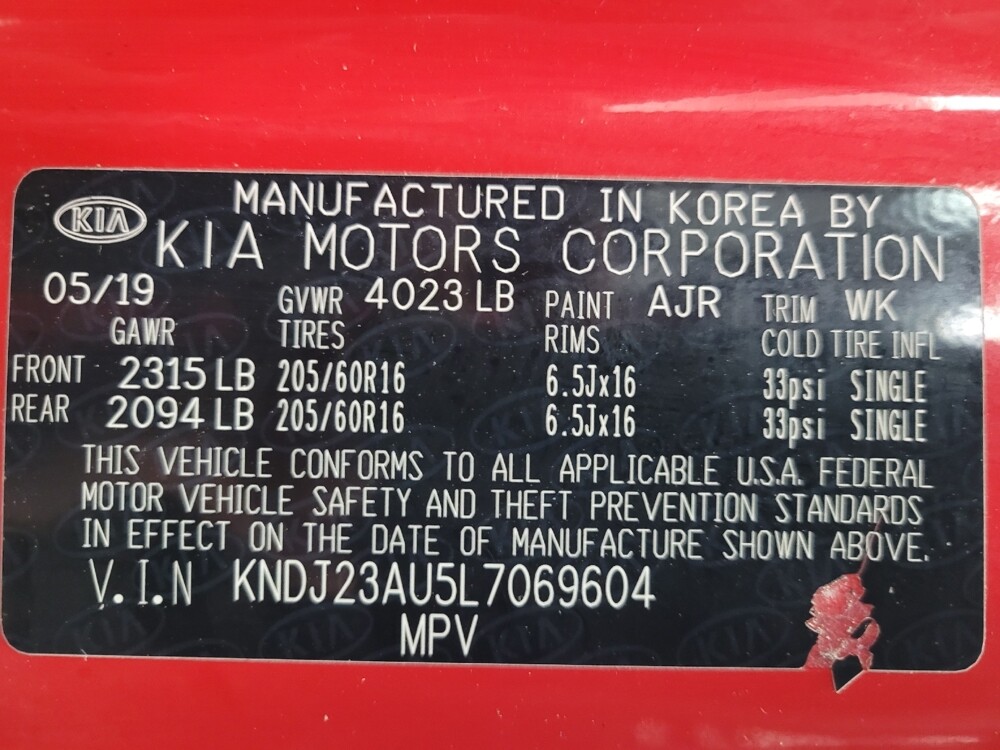 KIA MANUFACTURED IN KOREA BY
KIA MOTORS CORPORATION
05/19 GVWR 4023 LB PAINT AJR TRIM WK
GAWR TIRES RIMS COLD TIRE INFL
FRONT 2315 LB 205/60R16 6.5Jx16 33psi SINGLE
REAR 2094 LB 205/60R16 6.5Jx16 33psi SINGLE
THIS VEHICLE CONFORMS TO ALL APPLICABLE U.S.A. FEDERAL
MOTOR VEHICLE SAFETY AND THEFT PREVENTION STANDARDS
IN EFFECT ON THE DATE OF MANUFACTURE SHOWN ABOVE.
V.I.N KNDJ23AU5L7069604
MPV